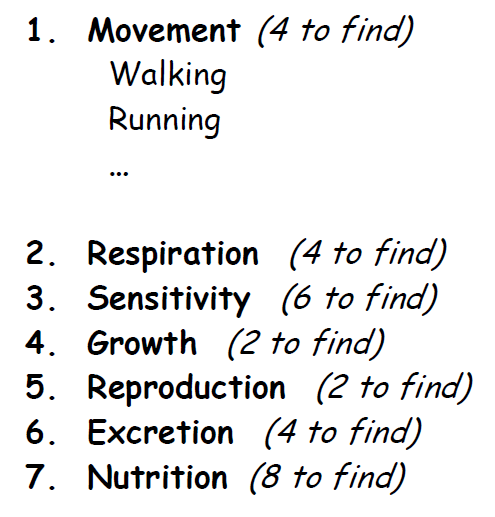 1. Movement (4 to find)
Walking
Running
...
2. Respiration (4 to find)
3. Sensitivity (6 to find)
4. Growth (2 to find)
5. Reproduction (2 to find)
6. Excretion (4 to find)
7. Nutrition (8 to find)